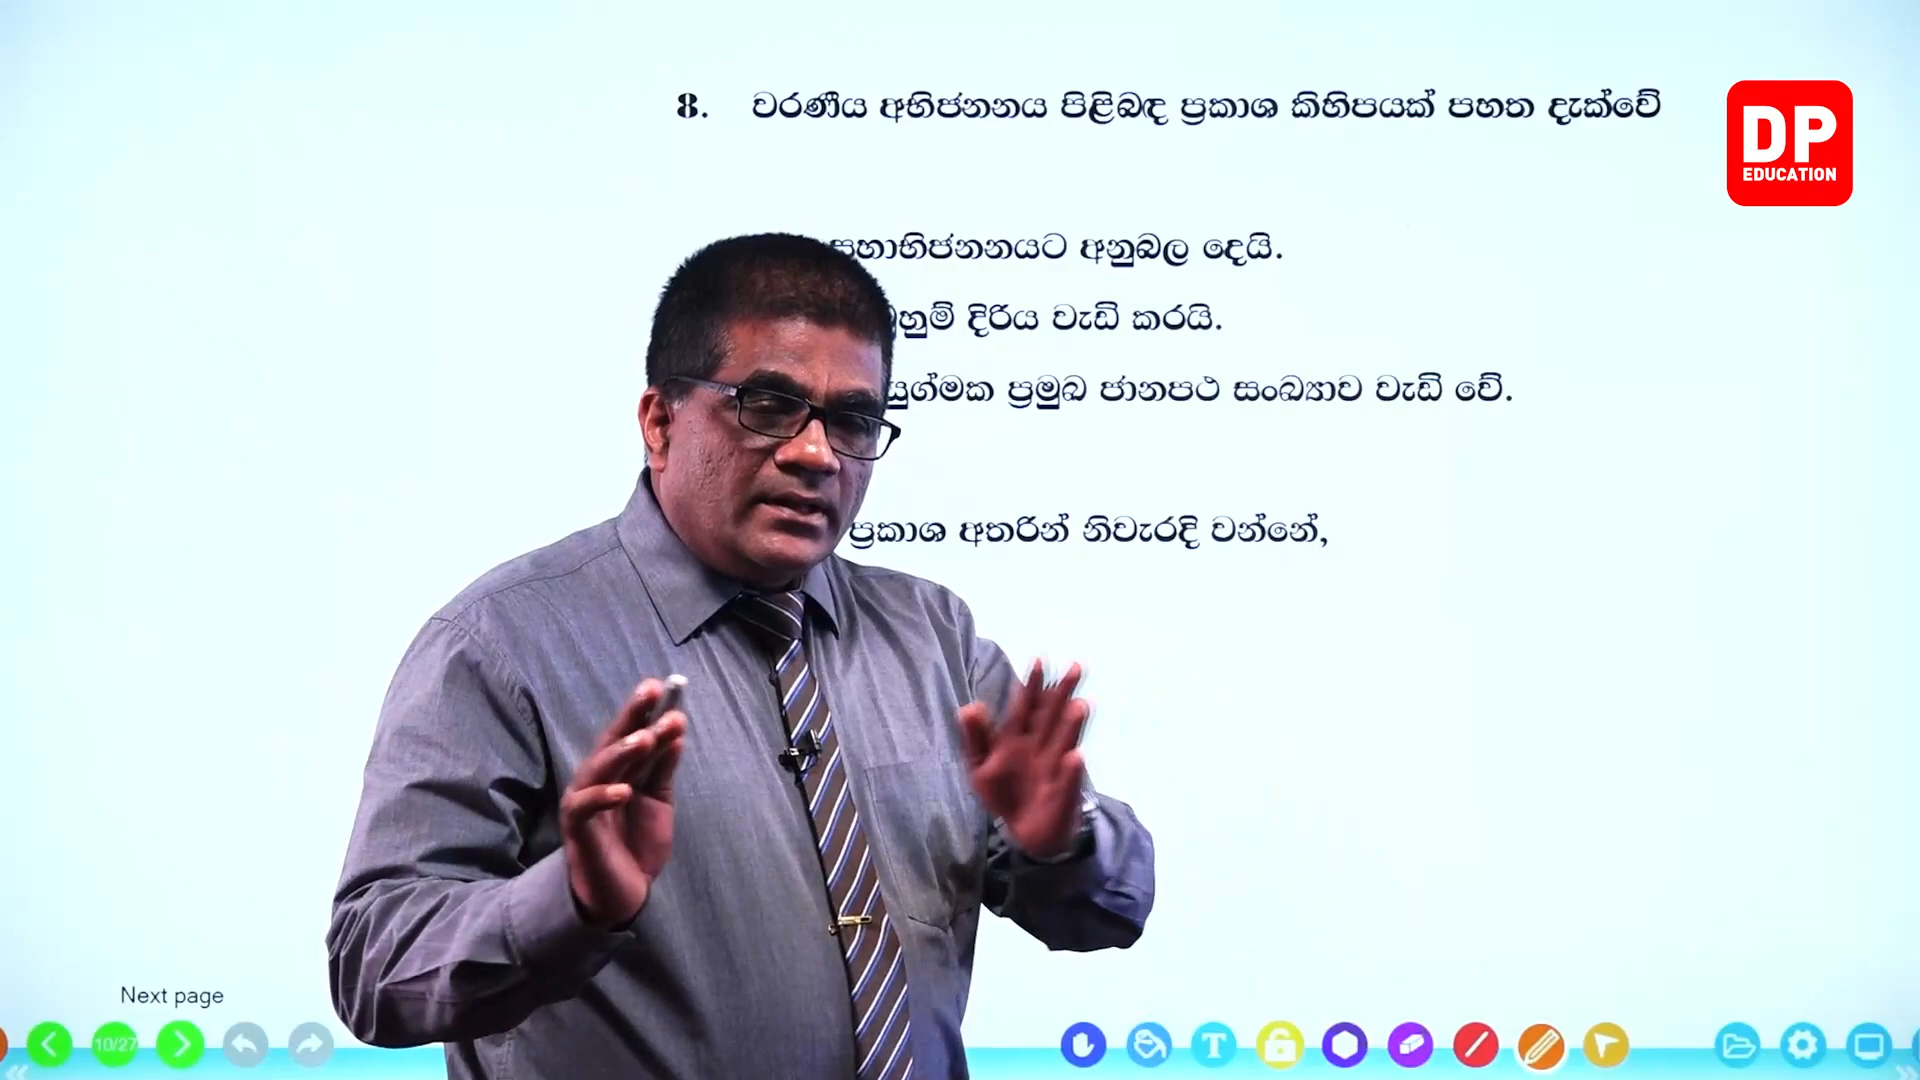 8. වරණීය අභිජනනය පිළිබඳ ප්‍රකාශ කිහිපයක් පහත දැක්වේ
DP
EDUCATION
සහාභිජනනයට අනුබල දෙයි.
දිරිය වැඩි කරයි.
ප්‍රමුඛ ජානපථ සංඛ්‍යාව වැඩි වේ.
ප්‍රකාශ අතරින් නිවැරදි වන්නේ,
Next page
10/27
T